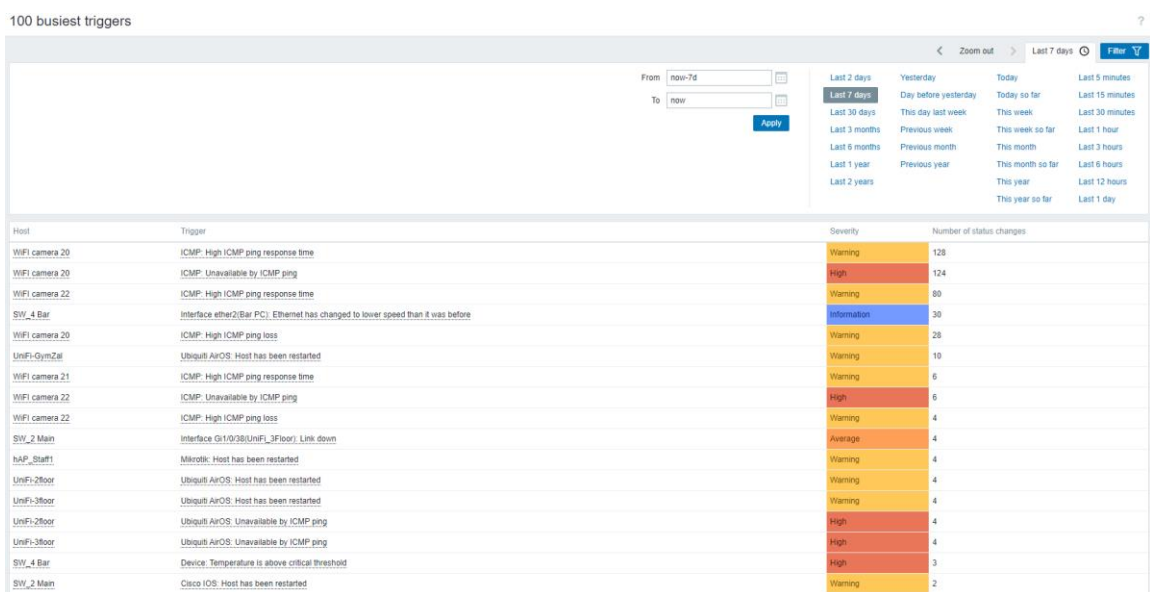 100 busiest triggers ?
< Zoom out > Last 7 days Filter
From now-7d
To now
Apply
Last 2 days Yesterday Today Last 5 minutes
Last 7 days Day before yesterday Today so far Last 15 minutes
Last 30 days This day last week This week Last 30 minutes
Last 3 months Previous week This week so far Last 1 hour
Last 6 months Previous month This month Last 3 hours
Last 1 year Previous year This month so far Last 6 hours
Last 2 years This year Last 12 hours
This year so far Last 1 day
Host Trigger Severity Number of status changes
WiFI camera 20 ICMP: High ICMP ping response time Warning 128
WiFI camera 20 ICMP: Unavailable by ICMP ping High 124
WiFI camera 22 ICMP: High ICMP ping response time Warning 80
SW_4 Bar Interface ether2(Bar PC): Ethernet has changed to lower speed than it was before Information 30
WiFI camera 20 ICMP: High ICMP ping loss Warning 28
UniFi-GymZal Ubiquiti AirOS: Host has been restarted Warning 10
WiFI camera 21 ICMP: High ICMP ping response time Warning 6
WiFI camera 22 ICMP: Unavailable by ICMP ping High 6
WiFI camera 22 ICMP: High ICMP ping loss Warning 4
SW_2 Main Interface Gi1/0/38(UniFi_3Floor): Link down Average 4
hAP_Staff1 Mikrotik: Host has been restarted Warning 4
UniFi-2floor Ubiquiti AirOS: Host has been restarted Warning 4
UniFi-3floor Ubiquiti AirOS: Host has been restarted Warning 4
UniFi-2floor Ubiquiti AirOS: Unavailable by ICMP ping High 4
UniFi-3floor Ubiquiti AirOS: Unavailable by ICMP ping High 4
SW_4 Bar Device: Temperature is above critical threshold High 3
SW_2 Main Cisco IOS: Host has been restarted Warning 2